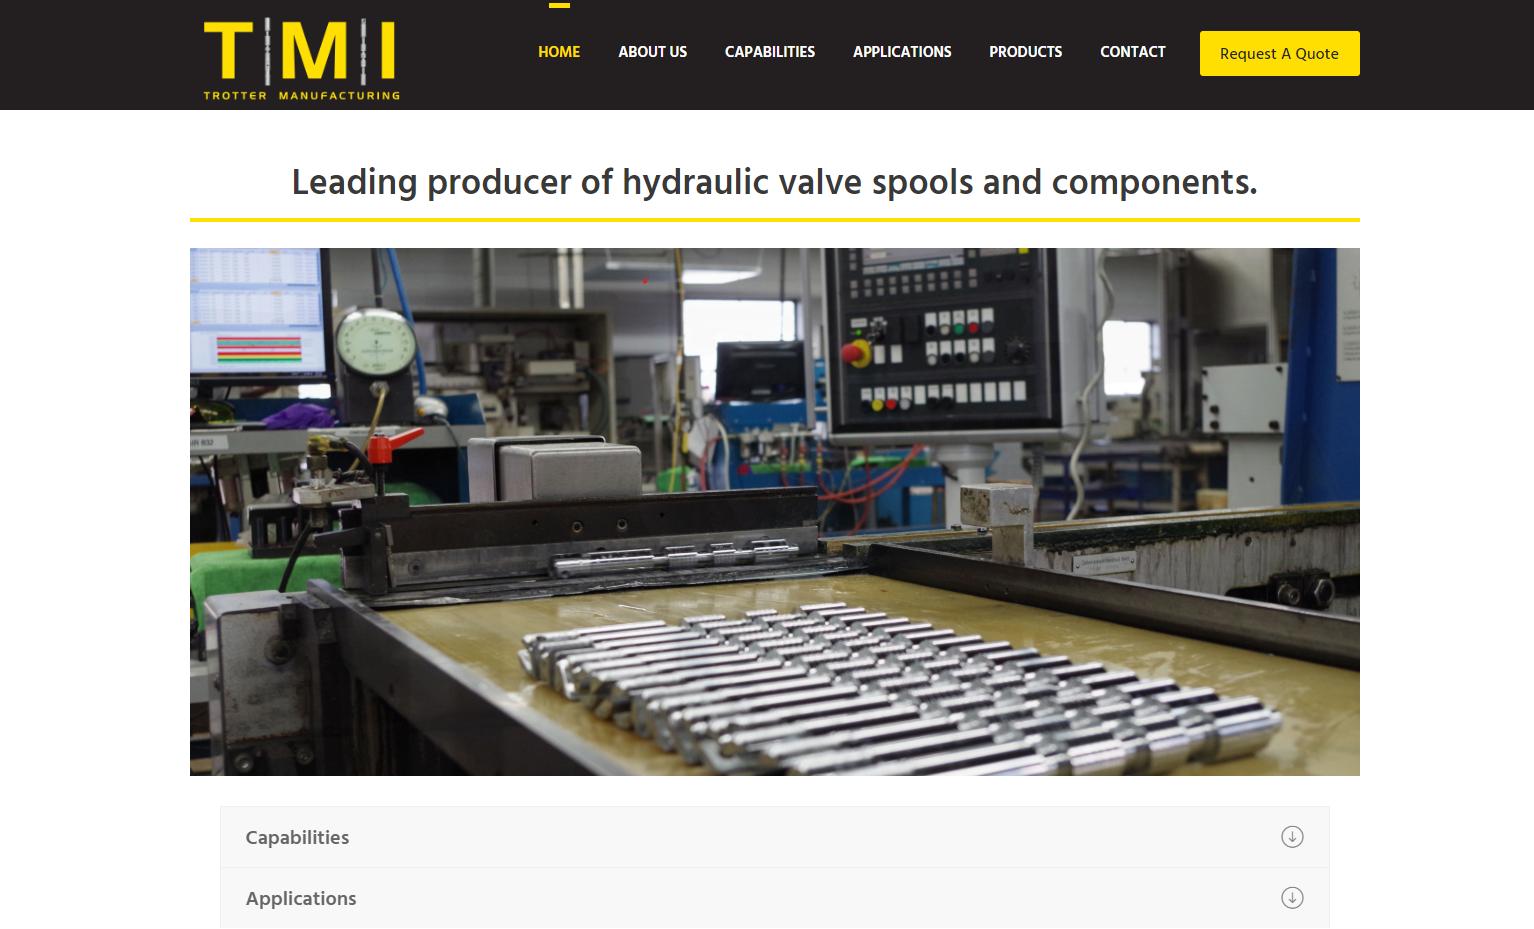 TMI
TROTTER MANUFACTURING
HOME
ABOUT US
CAPABILITIES
APPLICATIONS
PRODUCTS
CONTACT
Request A Quote
Leading producer of hydraulic valve spools and components.
Capabilities
Applications